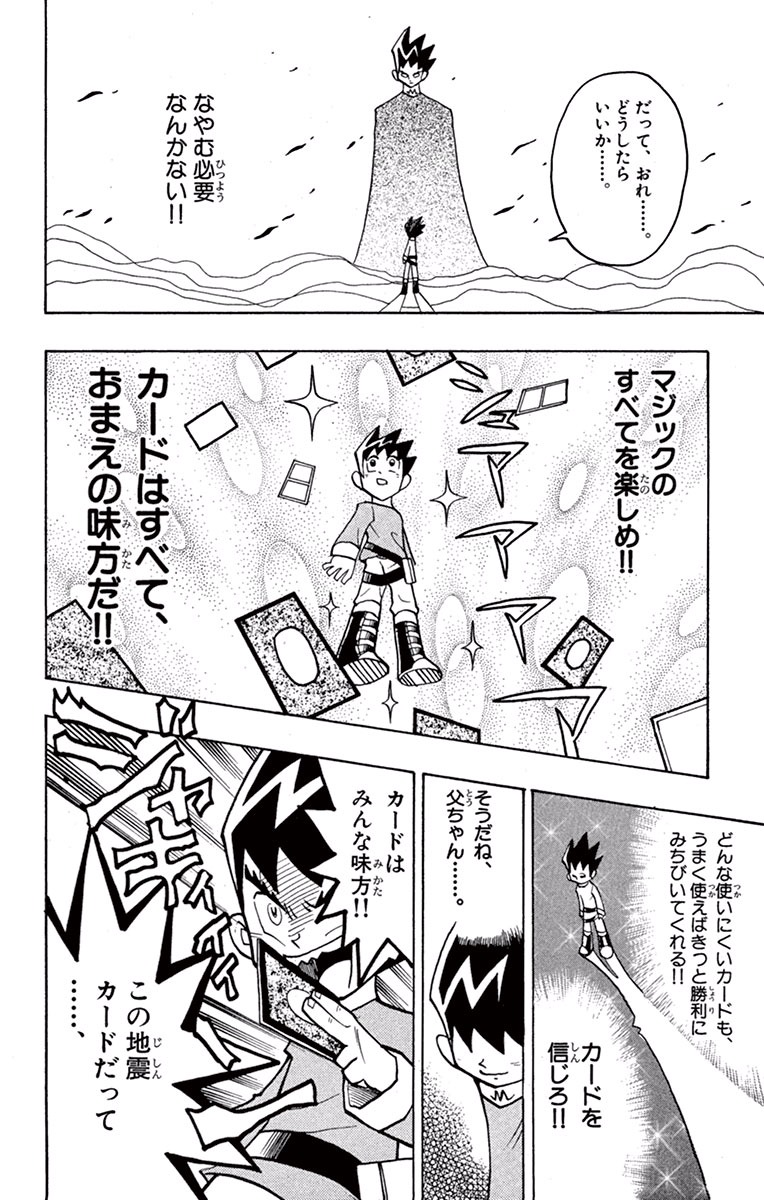 だって、おれ……。
どうしたら
いいか……。
なやむ必要
なんかない!!
マジックの
すべてを楽しめ!!
シュアアアアァァ
カードはすべて、
おまえの味方だ!!
どんな使いにくいカードも、
うまく使えばきっと勝利に
みちびいてくれる!!
カードを
信じろ!!
そうだね、
父ちゃん……。
カードは
みんな味方!!
ジャキィィィィン
この地震
カードだって
……、